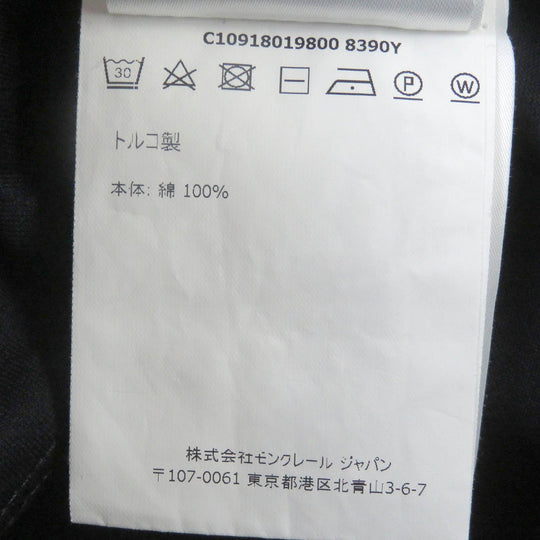 C10918019800 8390Y
30 P W
トルコ製
本体: 綿 100%
株式会社モンクレール ジャパン
〒107-0061 東京都港区北青山3-6-7